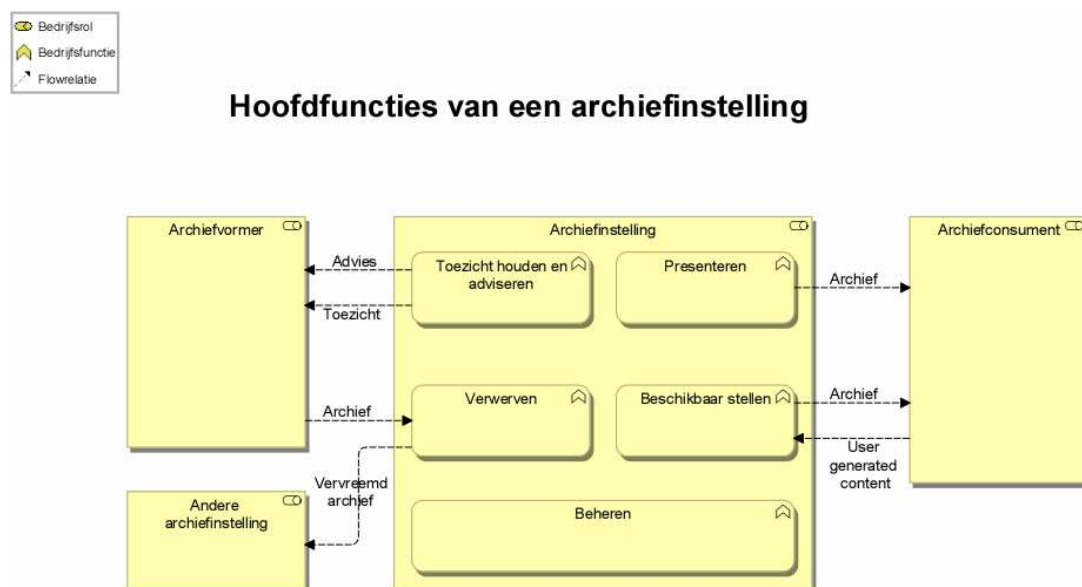 Bedrijfsrol
Bedrijfsfunctie
Flowrelatie
Hoofdfuncties van een archiefinstelling
Archiefvormer
Archiefinstelling
Archiefconsument
Advies
Toezicht houden en
adviseren
Presenteren
Archief
Toezicht
Archief
Verwerven
Beschikbaar stellen
Archief
User
generated
content
Vervreemd
archief
Andere
archiefinstelling
Beheren